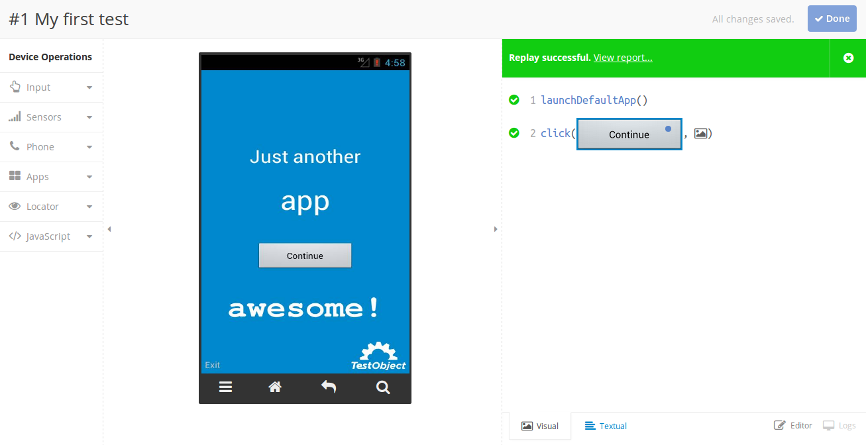 #1 My first test
All changes saved.
Done
Device Operations
Input
Sensors
Phone
Apps
Locator
JavaScript
3G
4:58
Just another
app
Continue
awesome!
TestObject
Exit
Replay successful. View report...
1 launchDefaultApp()
2 click( Continue , )
Visual
Textual
Editor
Logs